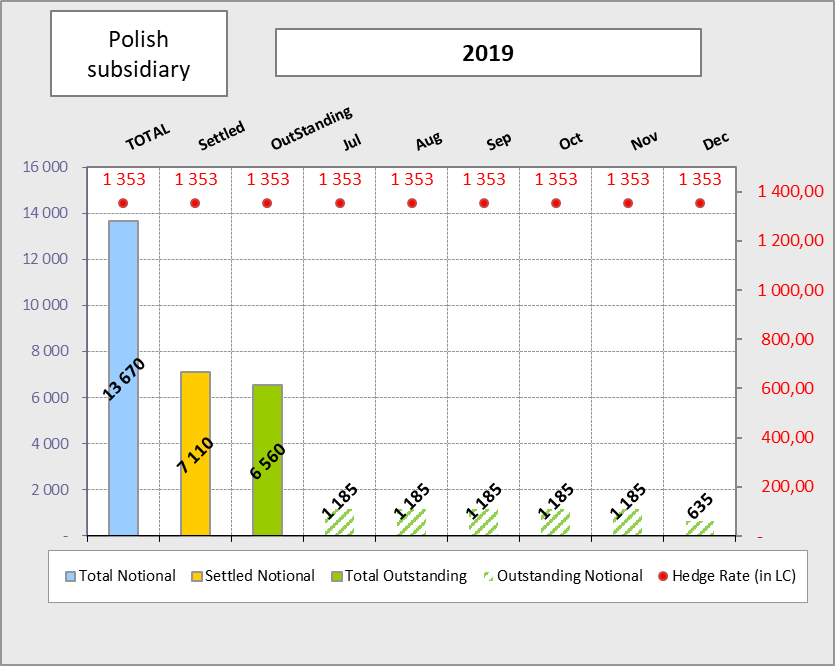 Polish
subsidiary
2019
TOTAL Settled OutStanding Jul Aug Sep Oct Nov Dec
16 000 1 353 1 353 1 353 1 353 1 353 1 353 1 353 1 353 1 353
1 400,00
14 000
1 200,00
12 000
1 000,00
10 000
800,00
8 000
13 670
600,00
6 000
7 110 6 560
4 000
400,00
2 000
200,00
1 185 1 185 1 185 1 185 1 185 635
- -
Total Notional Settled Notional Total Outstanding Outstanding Notional Hedge Rate (in LC)